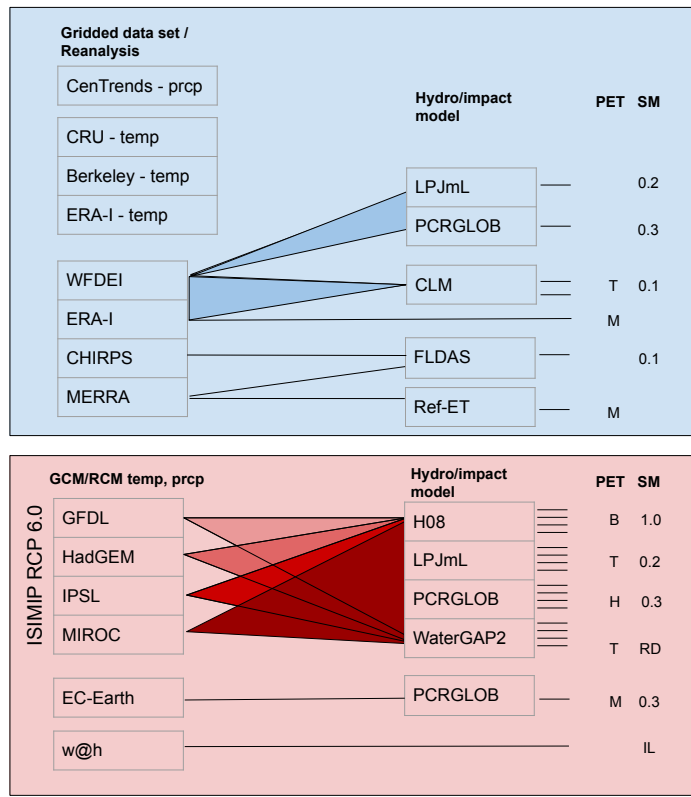 Gridded data set /
Reanalysis
CenTrends - prcp
CRU - temp
Berkeley - temp
ERA-I - temp
WFDEI
ERA-I
CHIRPS
MERRA
Hydro/impact
model
PET SM
LPJmL 0.2
PCRGLOB 0.3
CLM T 0.1
M
FLDAS 0.1
Ref-ET M
ISIMIP RCP 6.0
GCM/RCM temp, prcp
GFDL
HadGEM
IPSL
MIROC
EC-Earth
w@h
Hydro/impact
model
PET SM
H08 B 1.0
LPJmL T 0.2
PCRGLOB H 0.3
WaterGAP2 T RD
PCRGLOB M 0.3
IL